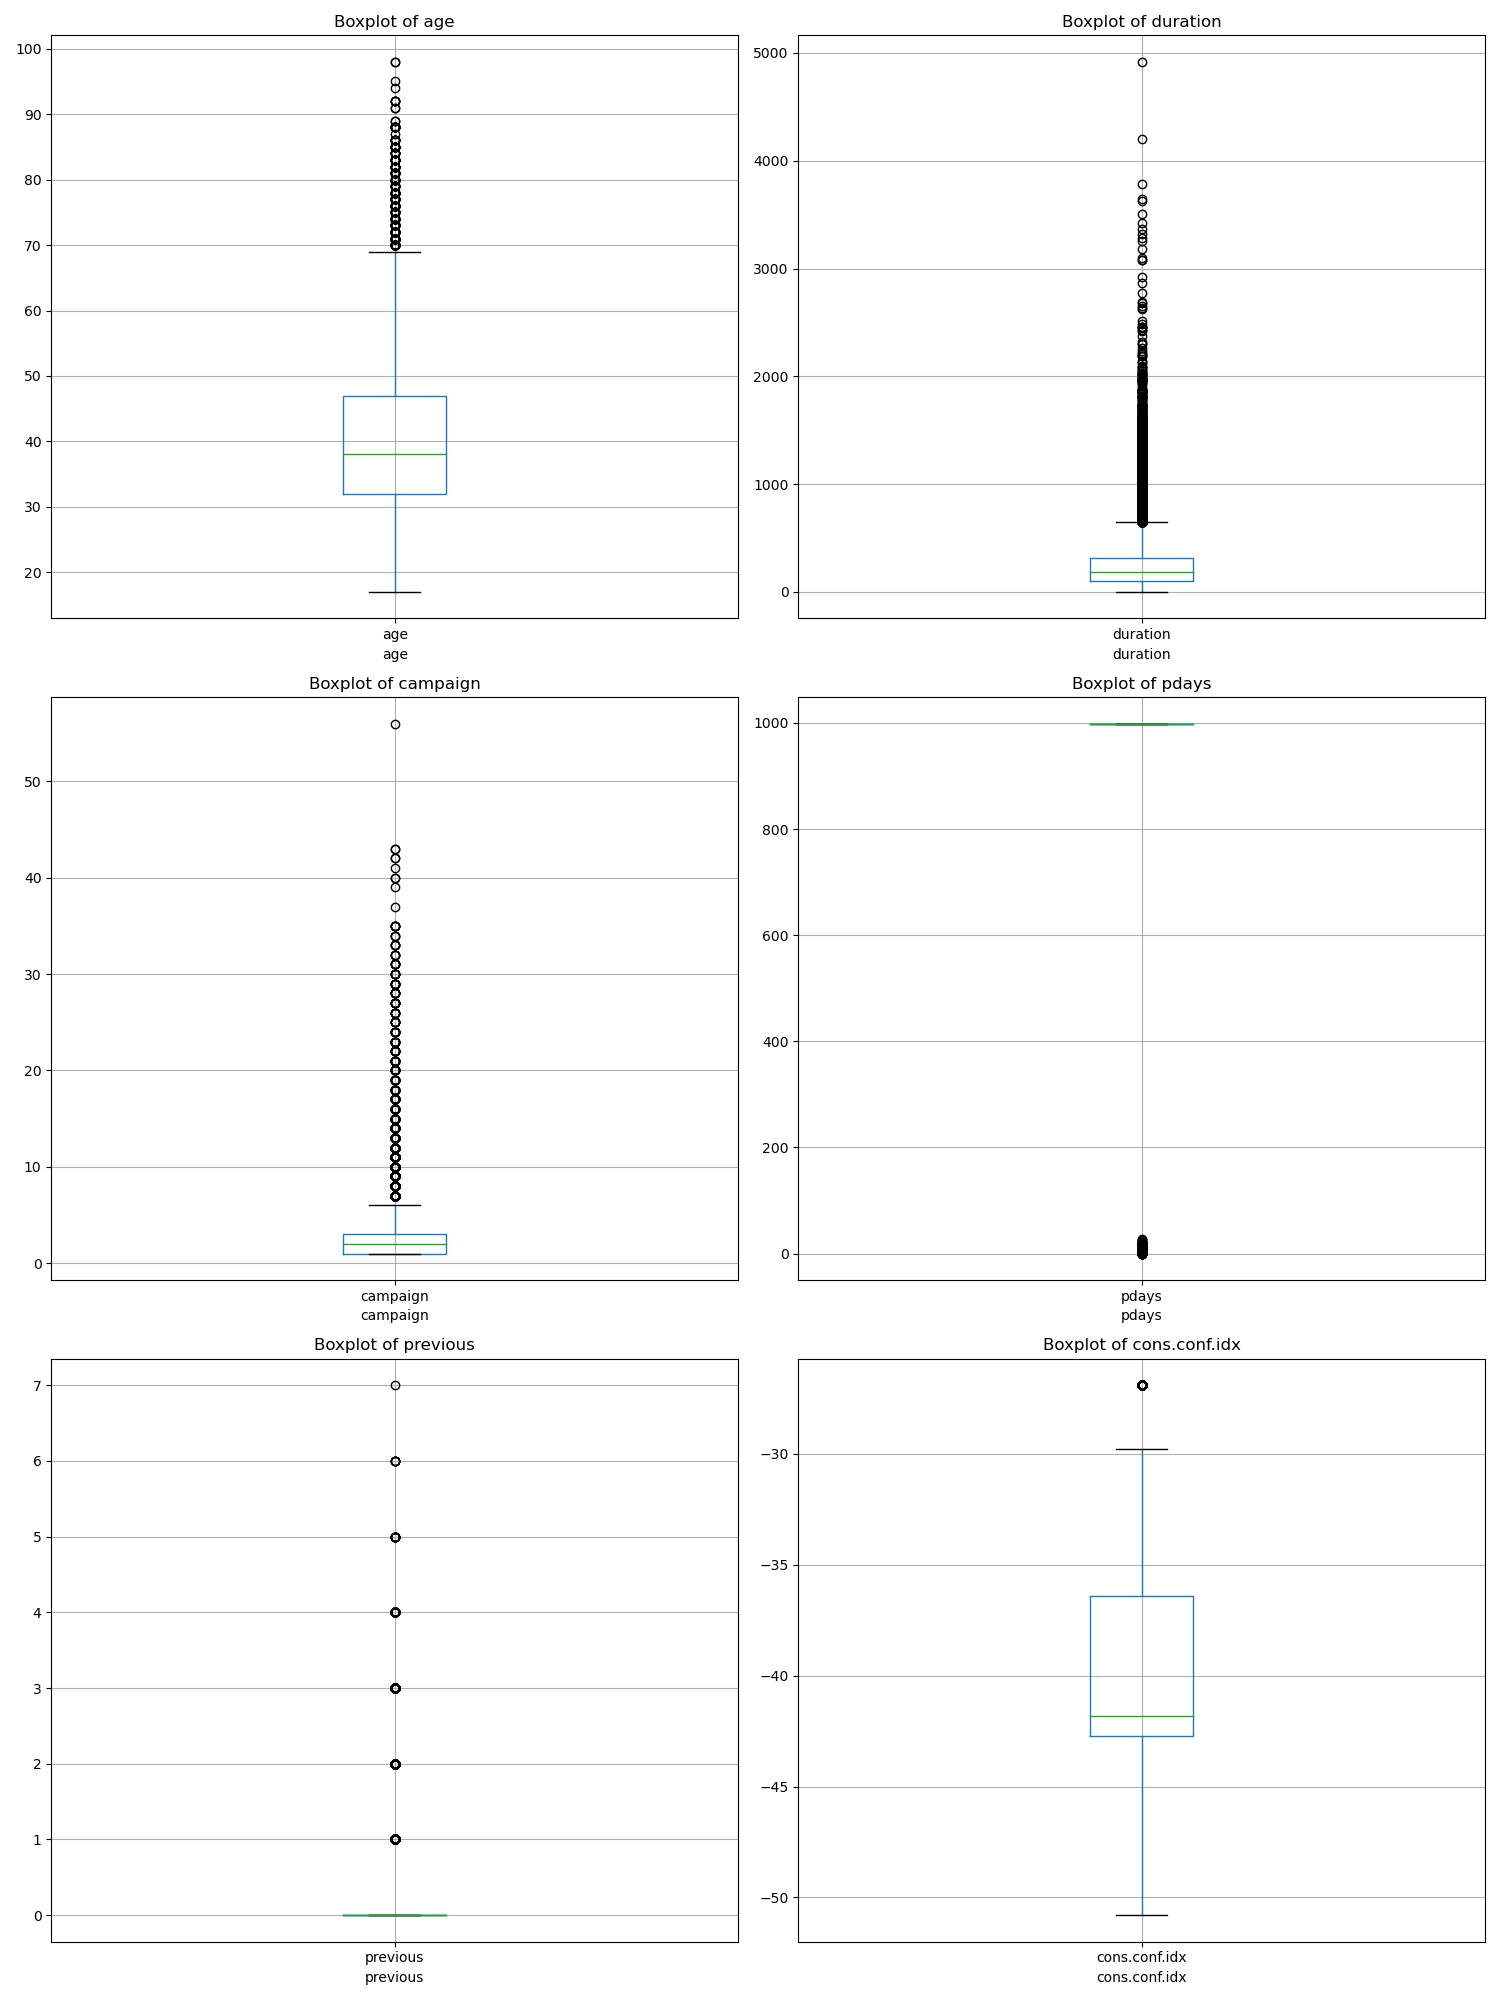 Boxplot of age
100
90
80
70
60
50
40
30
20
age
age
Boxplot of duration
5000
4000
3000
2000
1000
0
duration
duration
Boxplot of campaign
50
40
30
20
10
0
campaign
campaign
Boxplot of pdays
1000
800
600
400
200
0
pdays
pdays
Boxplot of previous
7
6
5
4
3
2
1
0
previous
previous
Boxplot of cons.conf.idx
−30
−35
−40
−45
−50
cons.conf.idx
cons.conf.idx